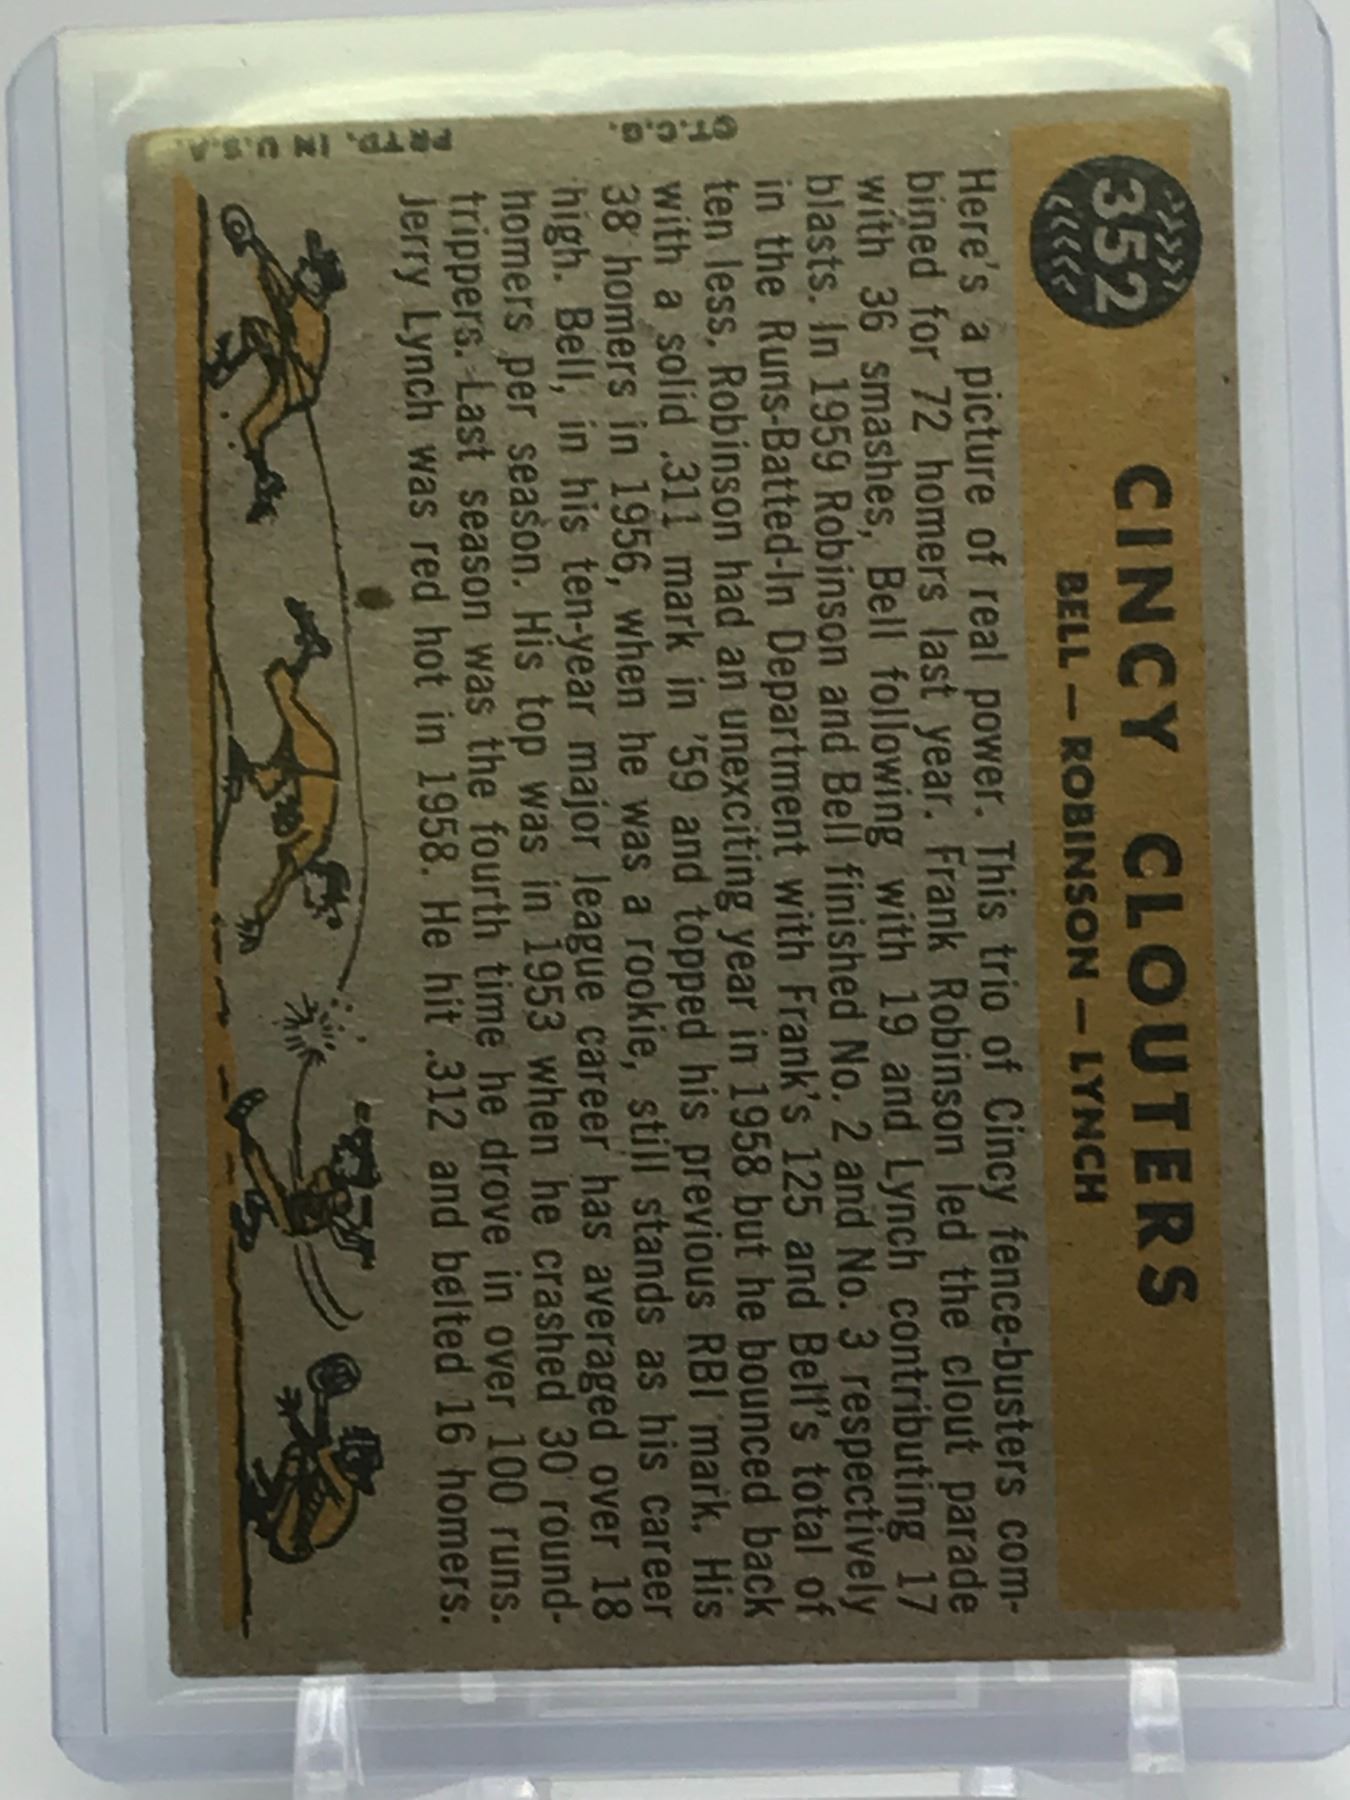 352
CINCY CLOUTERS
BELL — ROBINSON — LYNCH
Here's a picture of real power. This trio of Cincy fence-busters com-
bined for 72 homers last year. Frank Robinson led the clout parade
with 36 smashes, Bell following with 19 and Lynch contributing 17
blasts. In 1959 Robinson and Bell finished No. 2 and No. 3 respectively
in the Runs-Batted-In Department with Frank's 125 and Bell's total of
ten less. Robinson had an unexciting year in 1958 but he bounced back
with a solid .311 mark in '59 and topped his previous RBI mark. His
38 homers in 1956, when he was a rookie, still stands as his career
high. Bell, in his ten-year major league career has averaged over 18
homers per season. His top was in 1953 when he crashed 30 round-
trippers. Last season was the fourth time he drove in over 100 runs.
Jerry Lynch was red hot in 1958. He hit .312 and belted 16 homers.
©T.C.G.
PRTD. IN U.S.A.